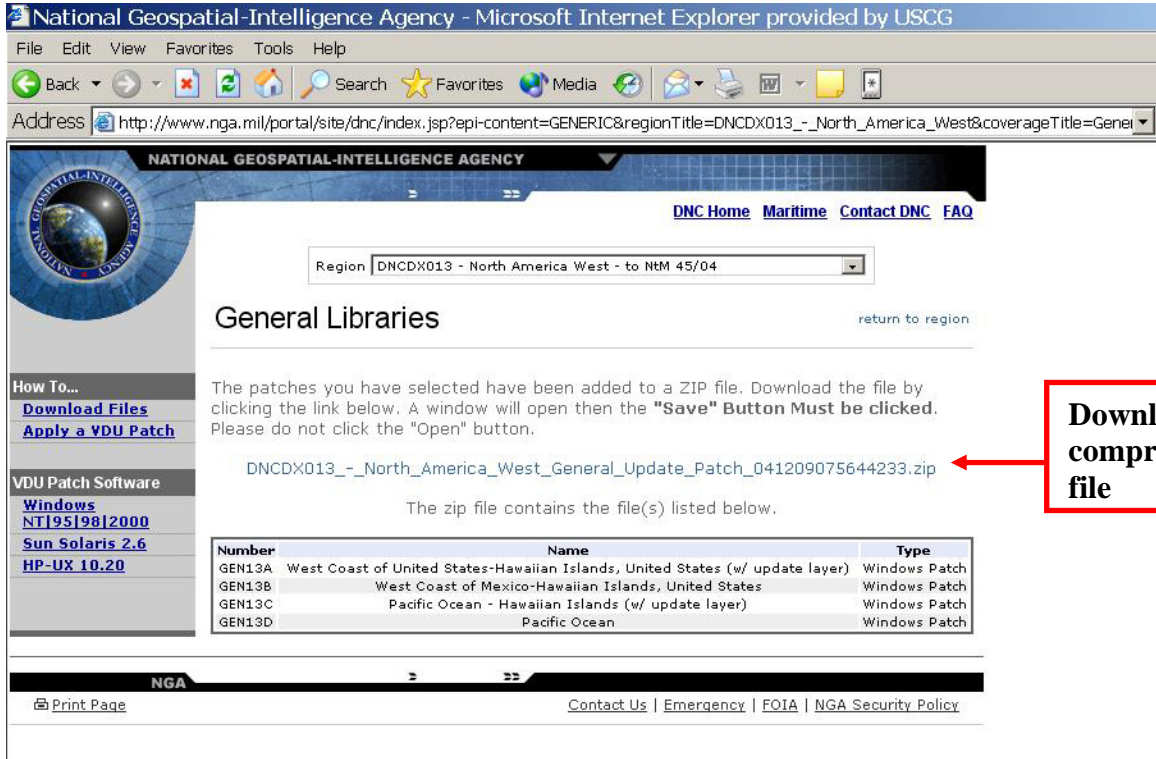 National Geospatial-Intelligence Agency - Microsoft Internet Explorer provided by USCG
File Edit View Favorites Tools Help
Back Search Favorites Media
Address http://www.nga.mil/portal/site/dnc/index.jsp?epi-content=GENERIC&regionTitle=DNCDX013_-_North_America_West&coverageTitle=Gener
NATIONAL GEOSPATIAL-INTELLIGENCE AGENCY
NATIONAL GEOSPATIAL-INTELLIGENCE AGENCY
DNC Home Maritime Contact DNC FAQ
Region DNCDX013 - North America West - to NtM 45/04
General Libraries
return to region
How To...
Download Files
Apply a VDU Patch
VDU Patch Software
Windows
NT|95|98|2000
Sun Solaris 2.6
HP-UX 10.20
The patches you have selected have been added to a ZIP file. Download the file by
clicking the link below. A window will open then the "Save" Button Must be clicked.
Please do not click the "Open" button.
DNCDX013_-_North_America_West_General_Update_Patch_041209075644233.zip
The zip file contains the file(s) listed below.
Number Name Type
GEN13A West Coast of United States-Hawaiian Islands, United States (w/ update layer) Windows Patch
GEN13B West Coast of Mexico-Hawaiian Islands, United States Windows Patch
GEN13C Pacific Ocean - Hawaiian Islands (w/ update layer) Windows Patch
GEN13D Pacific Ocean Windows Patch
Downl
compr
file
NGA
Print Page
Contact Us | Emergency | FOIA | NGA Security Policy